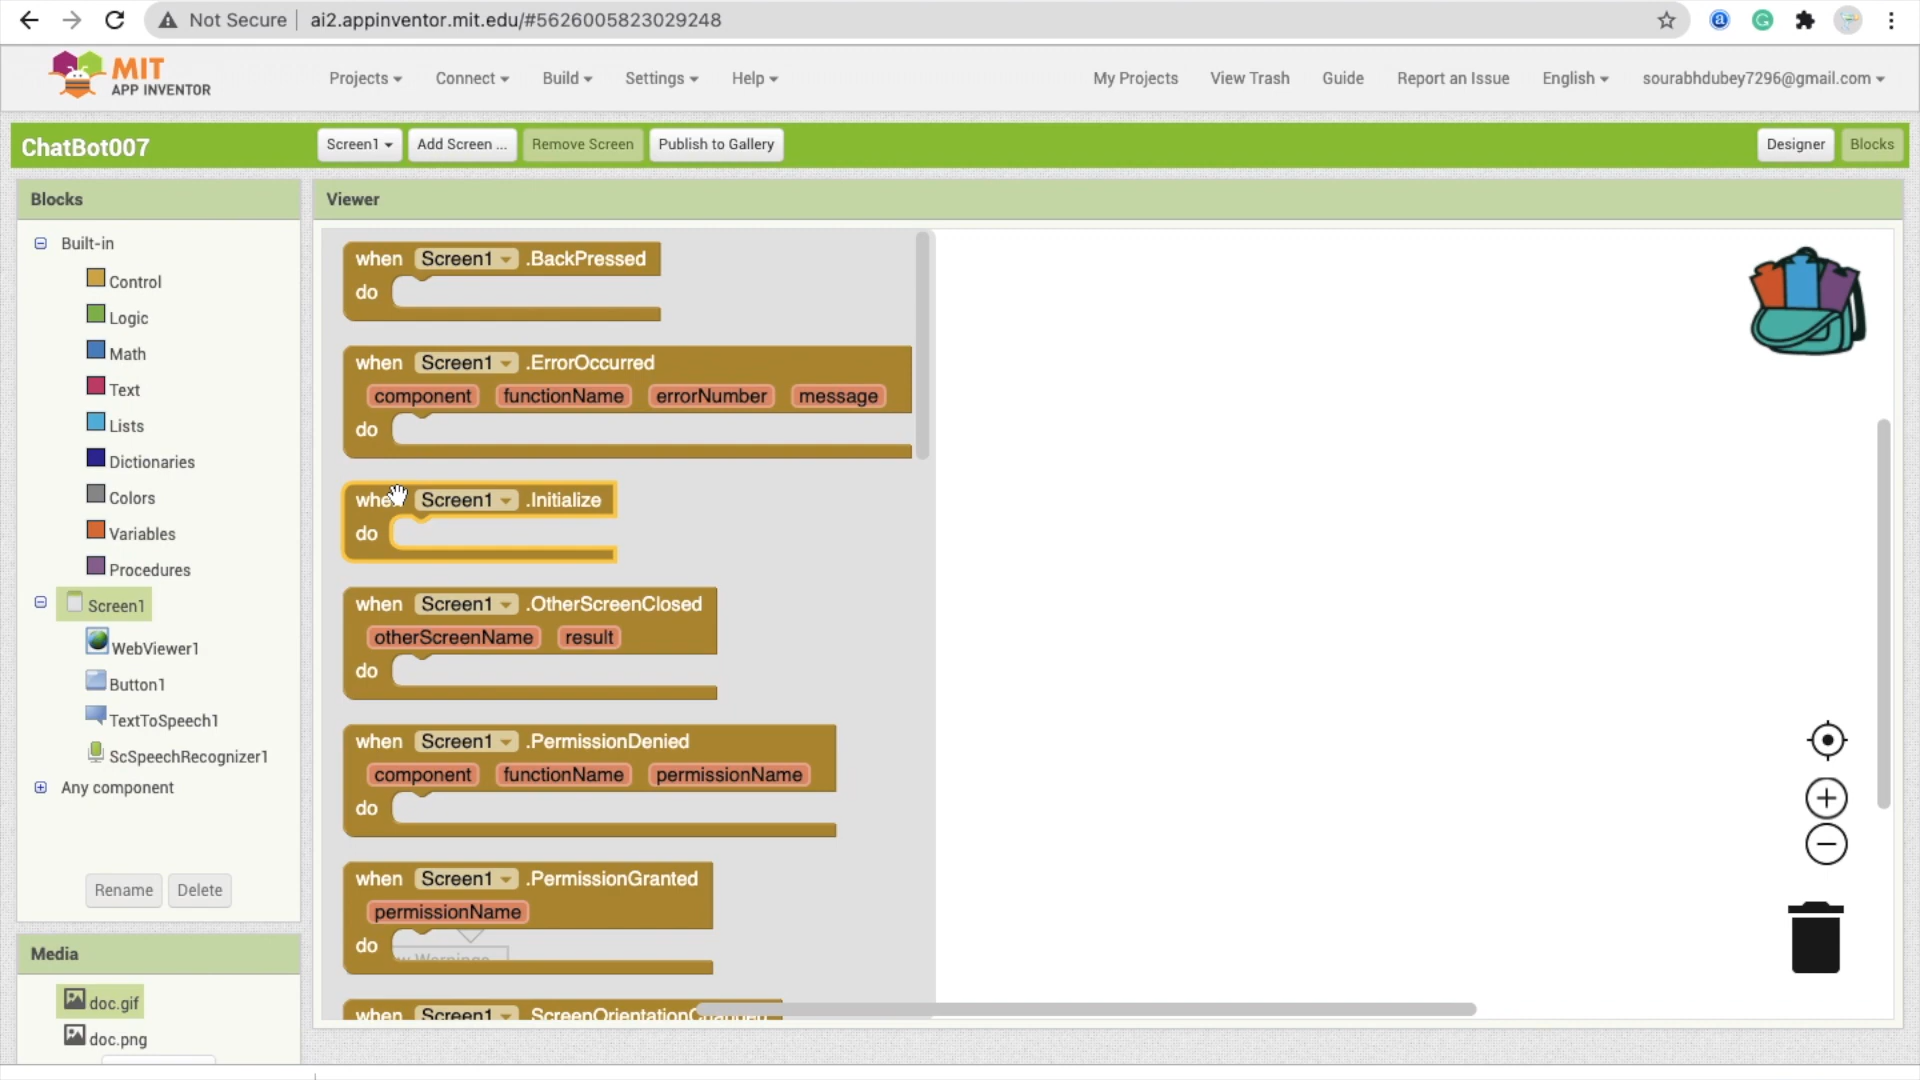 Not Secure
ai2.appinventor.mit.edu/#5626005823029248
MIT
APP INVENTOR
Projects
Connect
Build
Settings
Help
My Projects
View Trash
Guide
Report an Issue
English
sourabhdubey7296@gmail.com
ChatBot007
Screen1
Add Screen ...
Remove Screen
Publish to Gallery
Designer
Blocks
Blocks
Built-in
Control
Logic
Math
Text
Lists
Dictionaries
Colors
Variables
Procedures
Screen1
WebViewer1
Button1
TextToSpeech1
ScSpeechRecognizer1
Any component
Rename
Delete
Media
doc.gif
doc.png
Viewer
when Screen1 .BackPressed
do
when Screen1 .ErrorOccurred
component functionName errorNumber message
do
when Screen1 .Initialize
do
when Screen1 .OtherScreenClosed
otherScreenName result
do
when Screen1 .PermissionDenied
component functionName permissionName
do
when Screen1 .PermissionGranted
permissionName
do
Warnings
when Screen1 .ScreenOrientationChanged